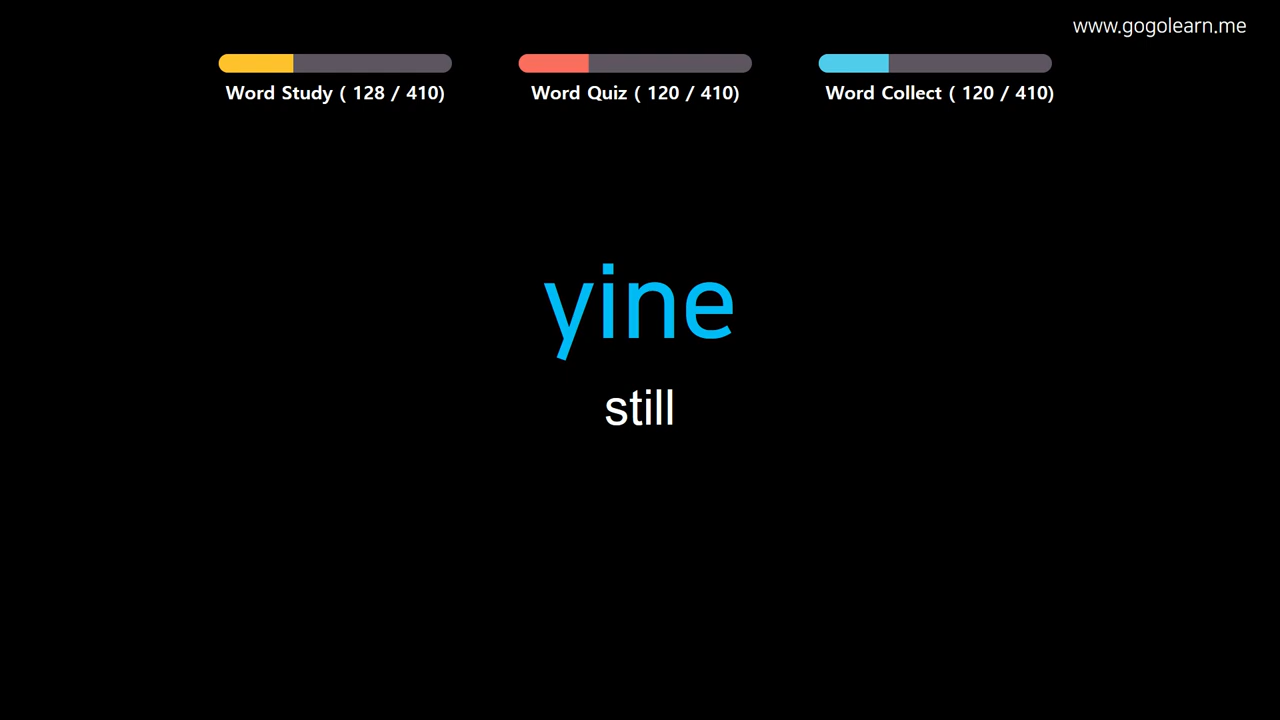 www.gogolearn.me
Word Study ( 128 / 410)
Word Quiz ( 120 / 410)
Word Collect ( 120 / 410)
yine
still